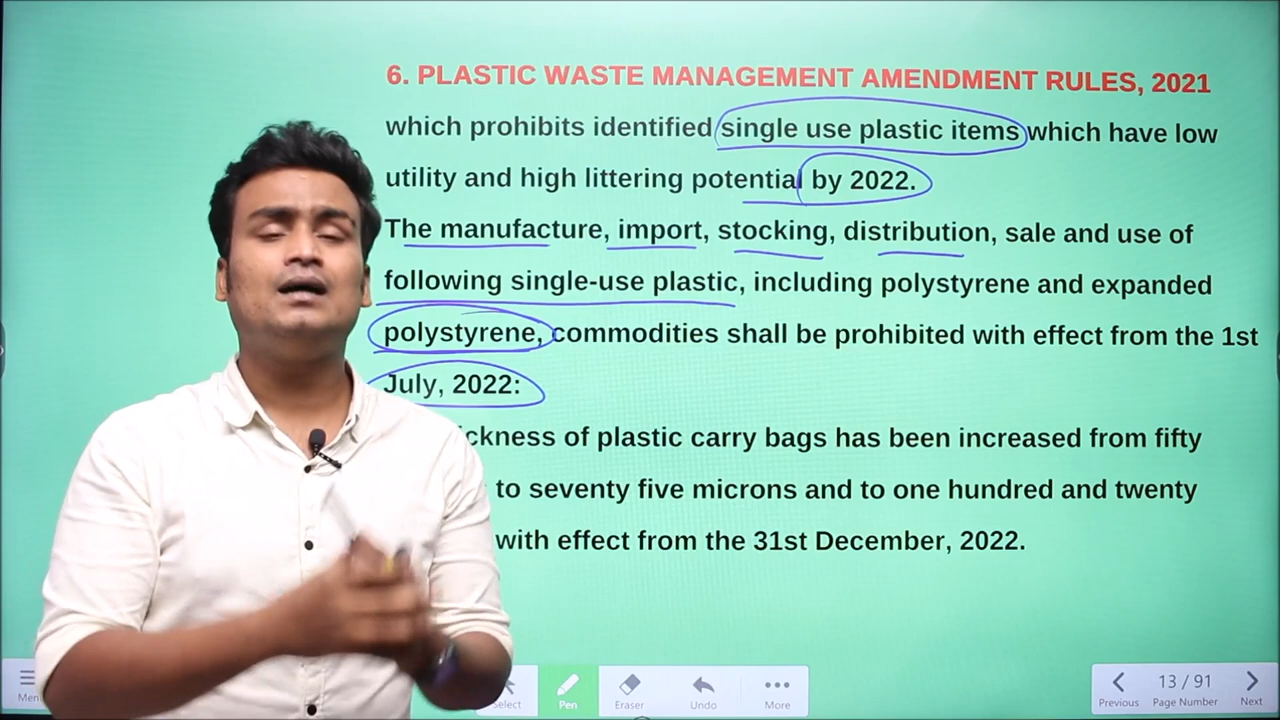 6. PLASTIC WASTE MANAGEMENT AMENDMENT RULES, 2021
which prohibits identified single use plastic items which have low
utility and high littering potential by 2022.
The manufacture, import, stocking, distribution, sale and use of
following single-use plastic, including polystyrene and expanded
polystyrene, commodities shall be prohibited with effect from the 1st
July, 2022:
ickness of plastic carry bags has been increased from fifty
to seventy five microns and to one hundred and twenty
with effect from the 31st December, 2022.
Men
Select
Pen
Eraser
Undo
More
Previous
13 / 91
Page Number
Next